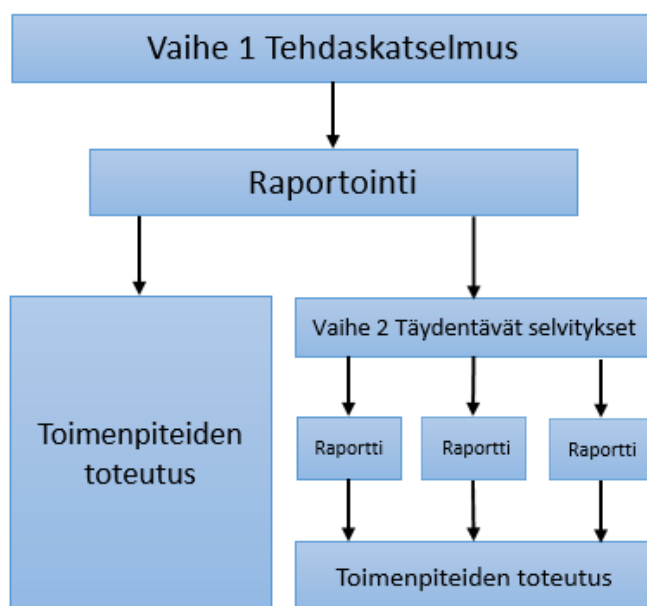 Vaihe 1 Tehdaskatselmus
Raportointi
Toimenpiteiden
toteutus
Vaihe 2 Täydentävät selvitykset
Raportti
Raportti
Raportti
Toimenpiteiden toteutus